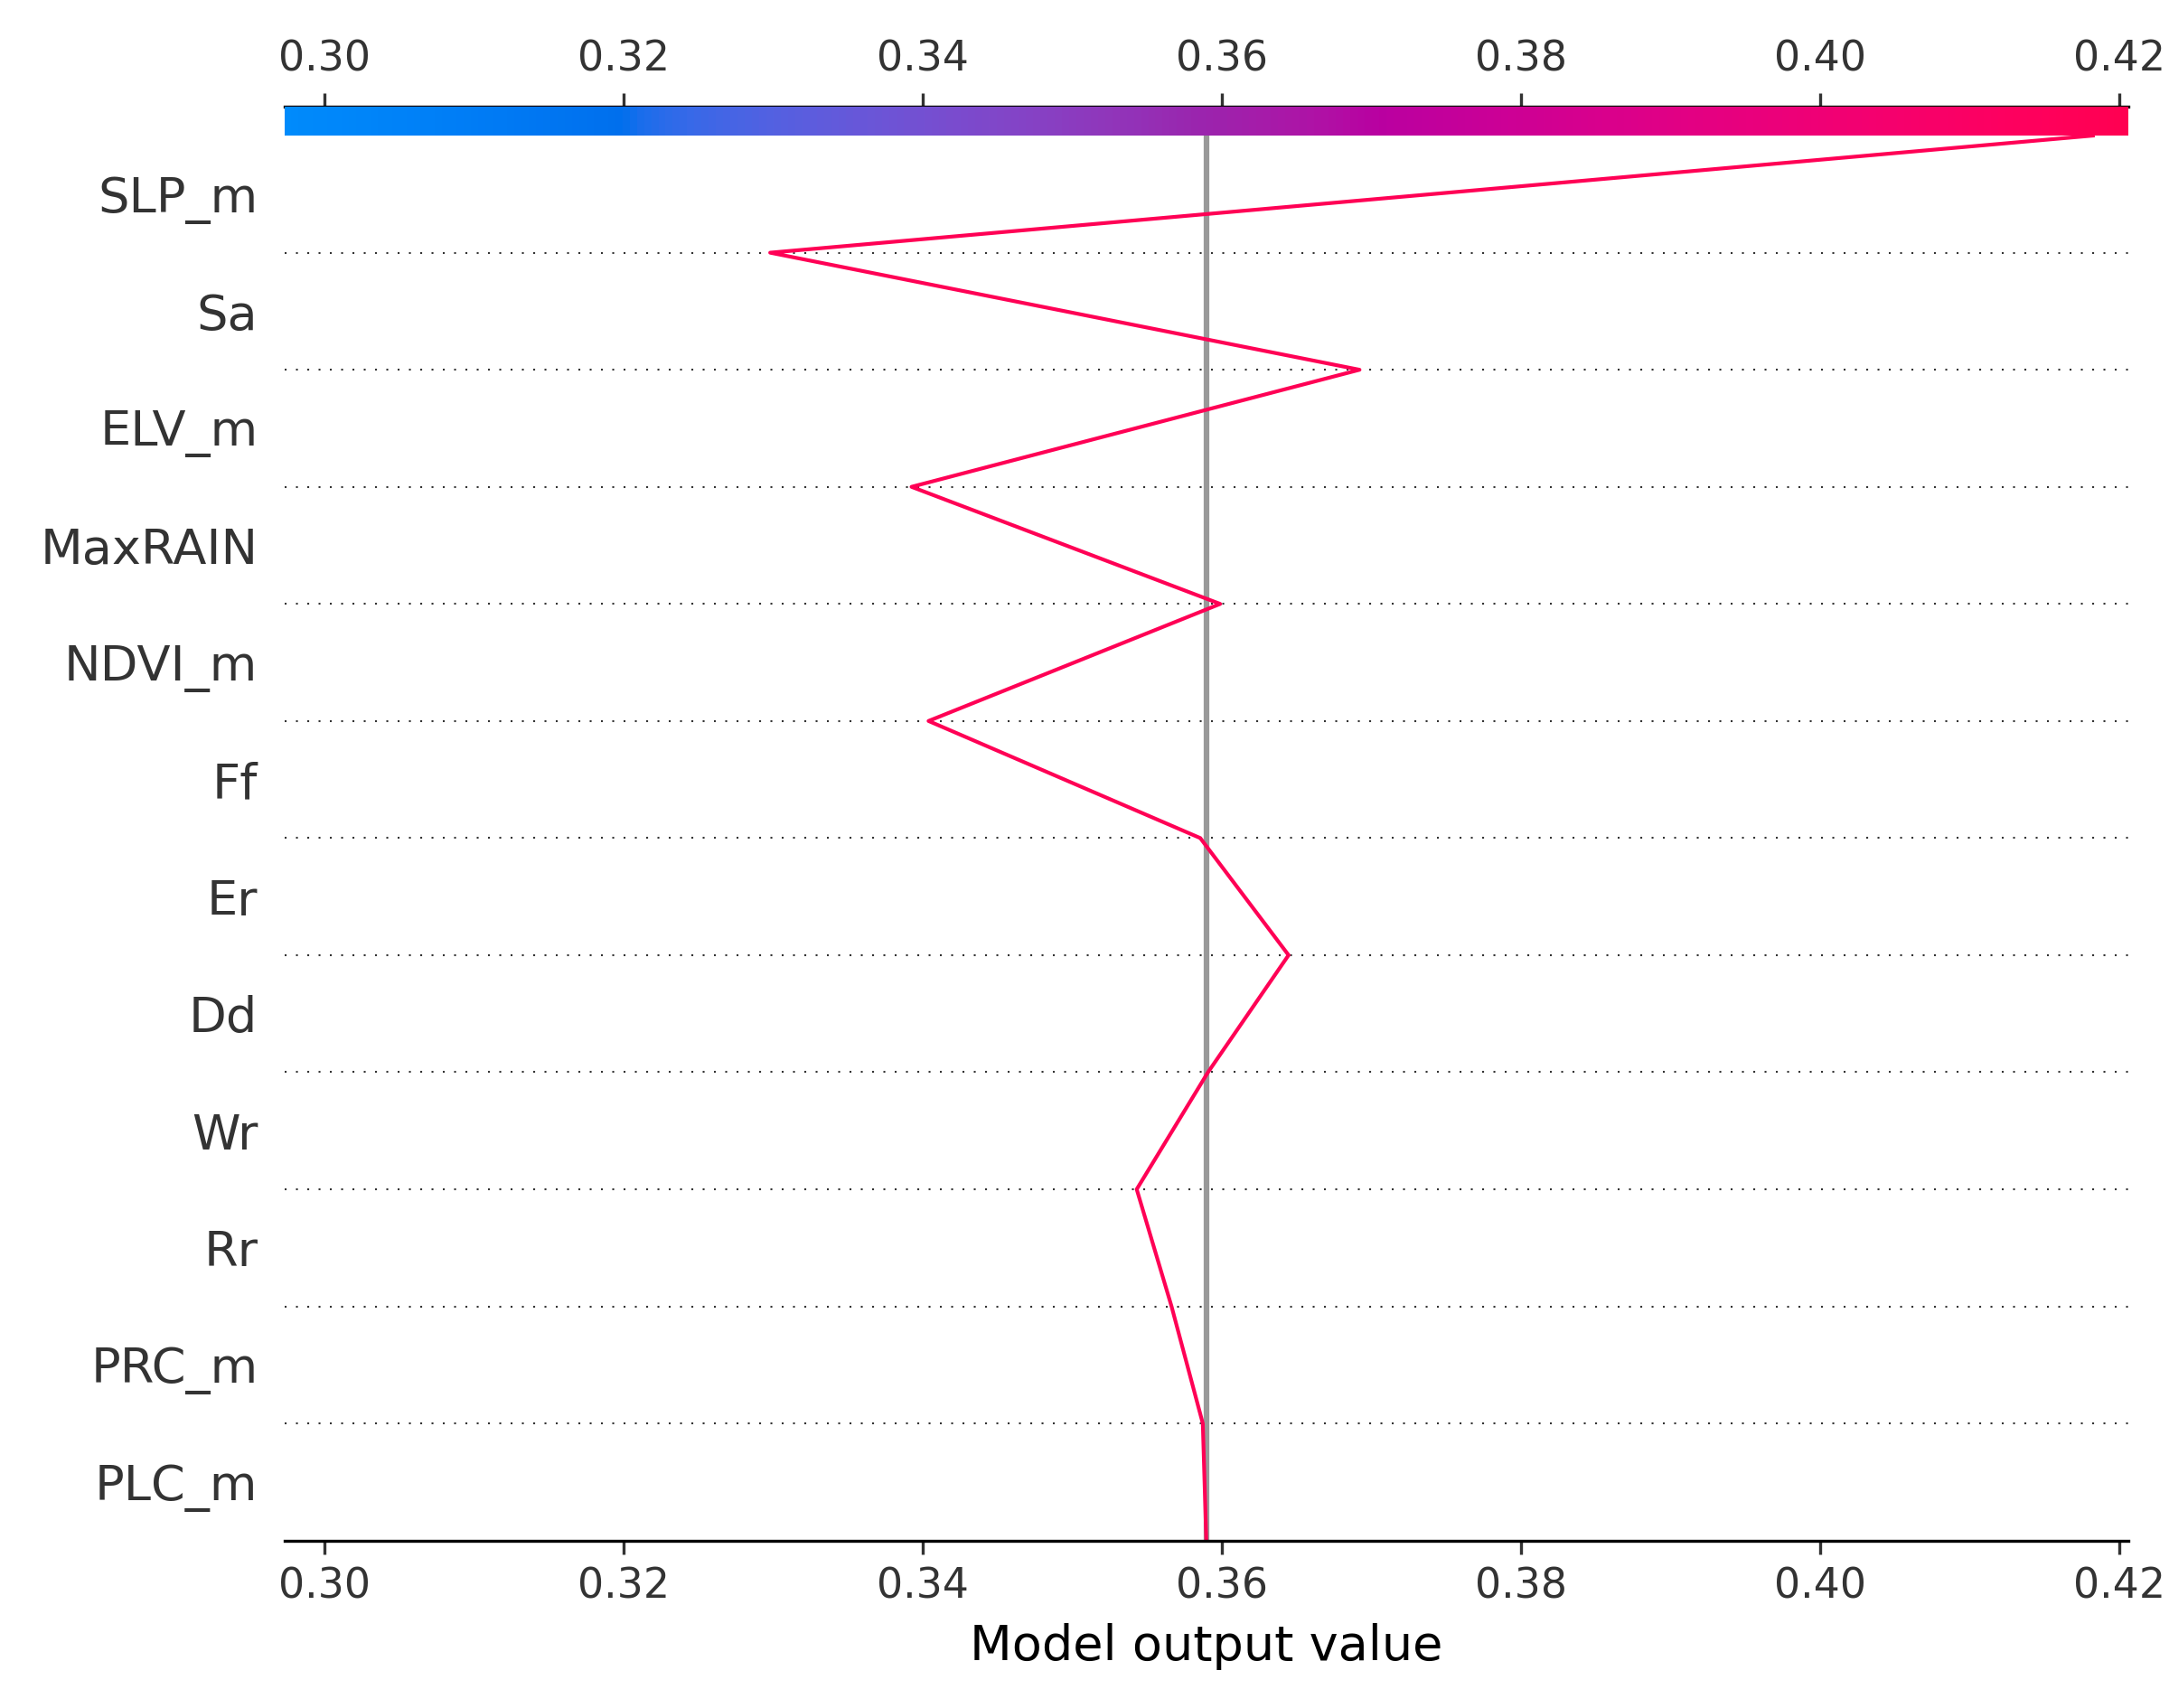 0.30 0.32 0.34 0.36 0.38 0.40 0.42
SLP_m
Sa
ELV_m
MaxRAIN
NDVI_m
Ff
Er
Dd
Wr
Rr
PRC_m
PLC_m
0.30 0.32 0.34 0.36 0.38 0.40 0.42
Model output value